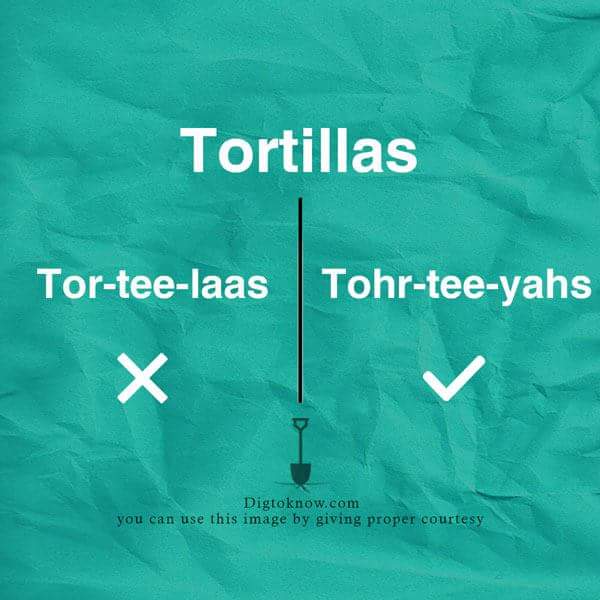 Tortillas
Tor-tee-laas
Tohr-tee-yahs
Digtoknow.com
you can use this image by giving proper courtesy